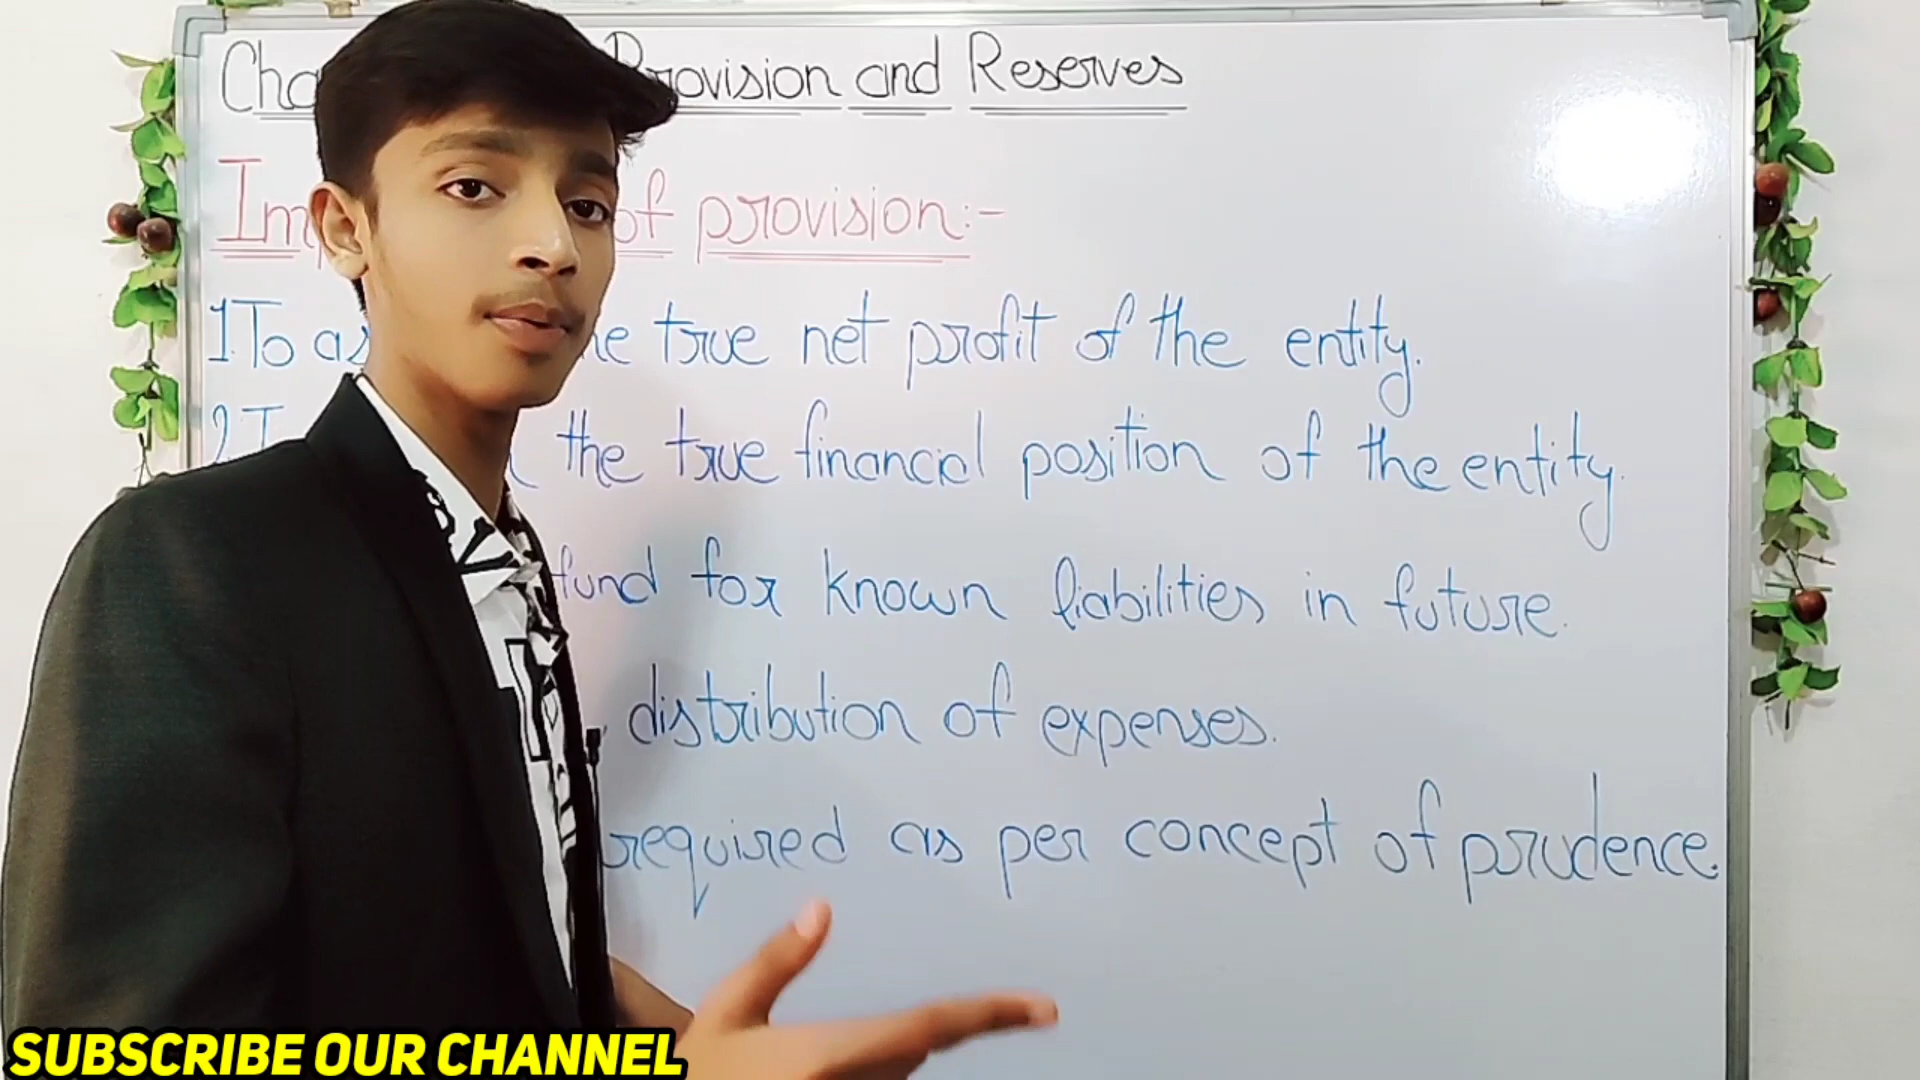 Provision and Reserves
of provision:-
1. To the true net profit of the entity.
2. the true financial position of the entity.
fund for known liabilities in future.
distribution of expenses.
required as per concept of prudence.
SUBSCRIBE OUR CHANNEL